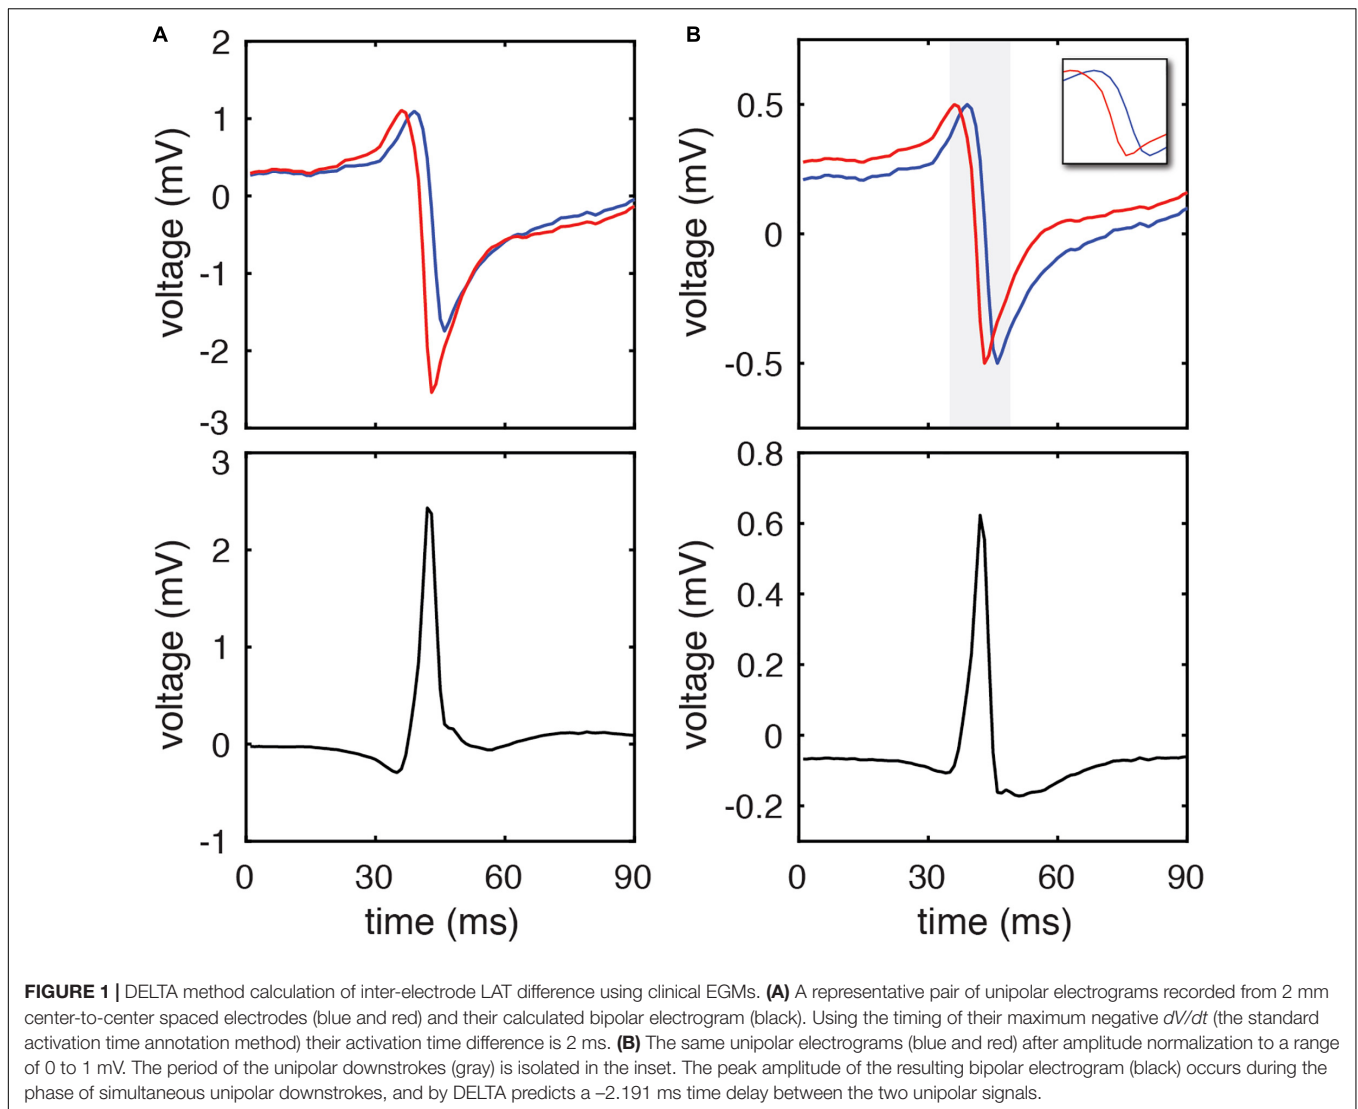 A
B
2
1
0
-1
-2
-3
voltage (mV)
0.5
0
-0.5
voltage (mV)
3
2
1
0
-1
voltage (mV)
0 30 60 90
time (ms)
0.8
0.6
0.4
0.2
0
-0.2
voltage (mV)
0 30 60 90
time (ms)
FIGURE 1 | DELTA method calculation of inter-electrode LAT difference using clinical EGMs. (A) A representative pair of unipolar electrograms recorded from 2 mm
center-to-center spaced electrodes (blue and red) and their calculated bipolar electrogram (black). Using the timing of their maximum negative dV/dt (the standard
activation time annotation method) their activation time difference is 2 ms. (B) The same unipolar electrograms (blue and red) after amplitude normalization to a range
of 0 to 1 mV. The period of the unipolar downstrokes (gray) is isolated in the inset. The peak amplitude of the resulting bipolar electrogram (black) occurs during the
phase of simultaneous unipolar downstrokes, and by DELTA predicts a –2.191 ms time delay between the two unipolar signals.